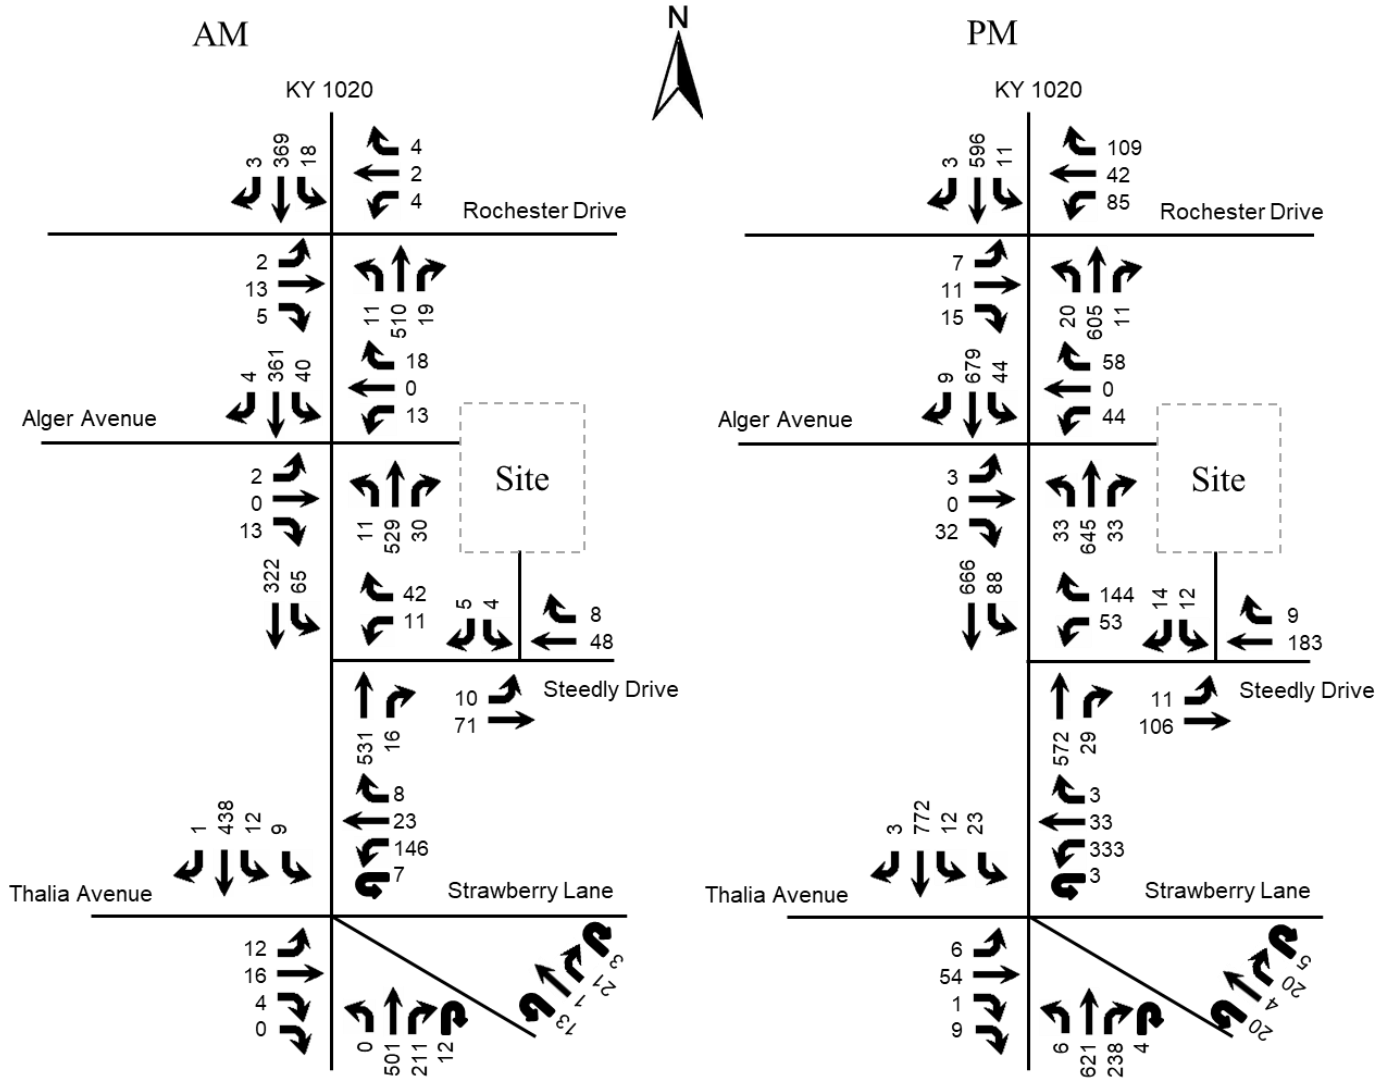 N
AM
PM
KY 1020
KY 1020
3 369 18
4
2
4
Rochester Drive
2
13
5
11 510 19
4 361 40
18
0
13
Alger Avenue
2
0
13
11 529 30
Site
322 65
42
11
5 4
8
48
Steedly Drive
531 16
10
71
1 438 12 9
8
23
146
7
Thalia Avenue
Strawberry Lane
12
16
4
0
0 501 211 12
13 1 21 3
3 596 11
109
42
85
Rochester Drive
7
11
15
20 605 11
9 679 44
58
0
44
Alger Avenue
3
0
32
33 645 33
Site
666 88
144
53
14 12
9
183
Steedly Drive
572 29
11
106
3 772 12 23
3
33
333
3
Thalia Avenue
Strawberry Lane
6
54
1
9
6 621 238 4
20 4 20 5